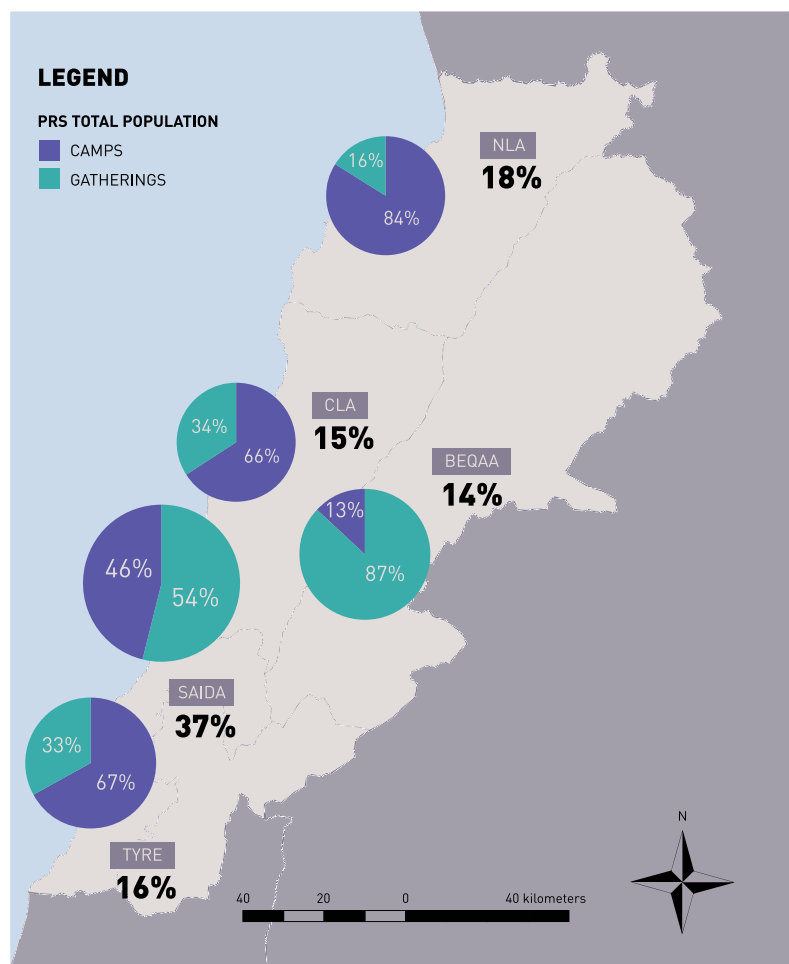 LEGEND
PRS TOTAL POPULATION
CAMPS
GATHERINGS
NLA
18%
16%
84%
CLA
15%
34%
66%
BEQAA
14%
13%
87%
46%
54%
SAIDA
37%
33%
67%
TYRE
16%
N
40 20 0 40 kilometers